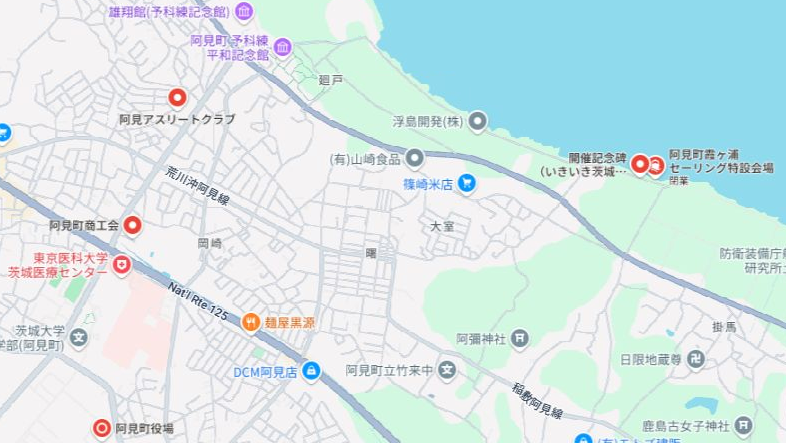 雄翔館(予科練記念館)
阿見町 予科練
平和記念館
廻戸
阿見アスリートクラブ
浮島開発(株)
(有)山崎食品
開催記念碑
(いきいき茨城…
阿見町霞ヶ浦
セーリング特設会場
閉業
荒川沖阿見線
篠崎米店
阿見町商工会
大室
岡崎
曙
東京医科大学
茨城医療センター
防衛装備庁
研究所
Nat'l Rte 125
麺屋黒源
掛馬
茨城大学
学部(阿見町)
阿彌神社
日限地蔵尊
DCM阿見店
阿見町立竹来中
稲敷阿見線
阿見町役場
鹿島古女子神社